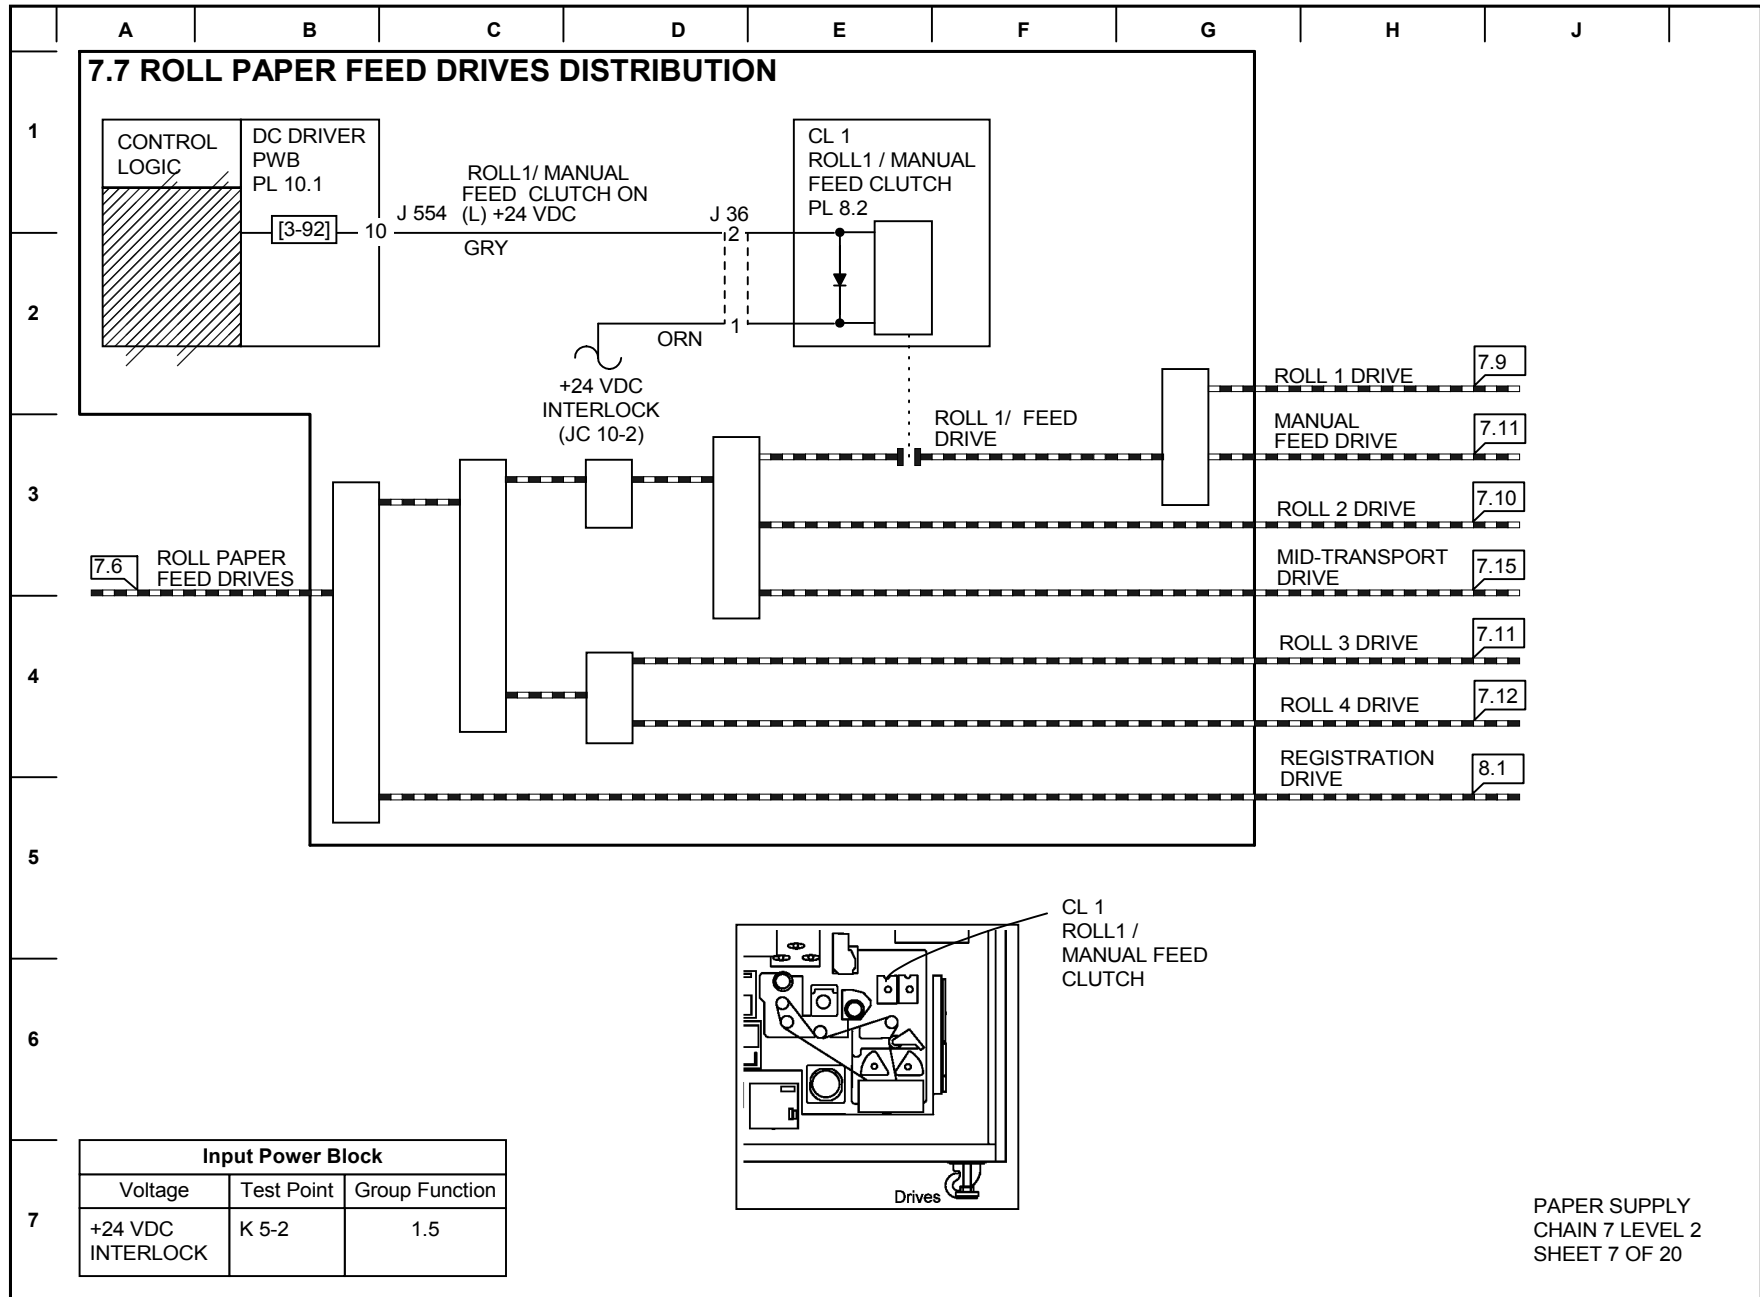 A B C D E F G H J
7.7 ROLL PAPER FEED DRIVES DISTRIBUTION
1
2
3
4
5
6
7
CONTROL
LOGIC
DC DRIVER
PWB
PL 10.1
[3-92]
10
J 554
ROLL1/ MANUAL
FEED CLUTCH ON
(L) +24 VDC
GRY
J 36
2
1
ORN
+24 VDC
INTERLOCK
(JC 10-2)
CL 1
ROLL1 / MANUAL
FEED CLUTCH
PL 8.2
ROLL 1/ FEED
DRIVE
7.6
ROLL PAPER
FEED DRIVES
ROLL 1 DRIVE
7.9
MANUAL
FEED DRIVE
7.11
ROLL 2 DRIVE
7.10
MID-TRANSPORT
DRIVE
7.15
ROLL 3 DRIVE
7.11
ROLL 4 DRIVE
7.12
REGISTRATION
DRIVE
8.1
CL 1
ROLL1 /
MANUAL FEED
CLUTCH
Drives
Input Power Block
Voltage Test Point Group Function
+24 VDC K 5-2 1.5
INTERLOCK
PAPER SUPPLY
CHAIN 7 LEVEL 2
SHEET 7 OF 20